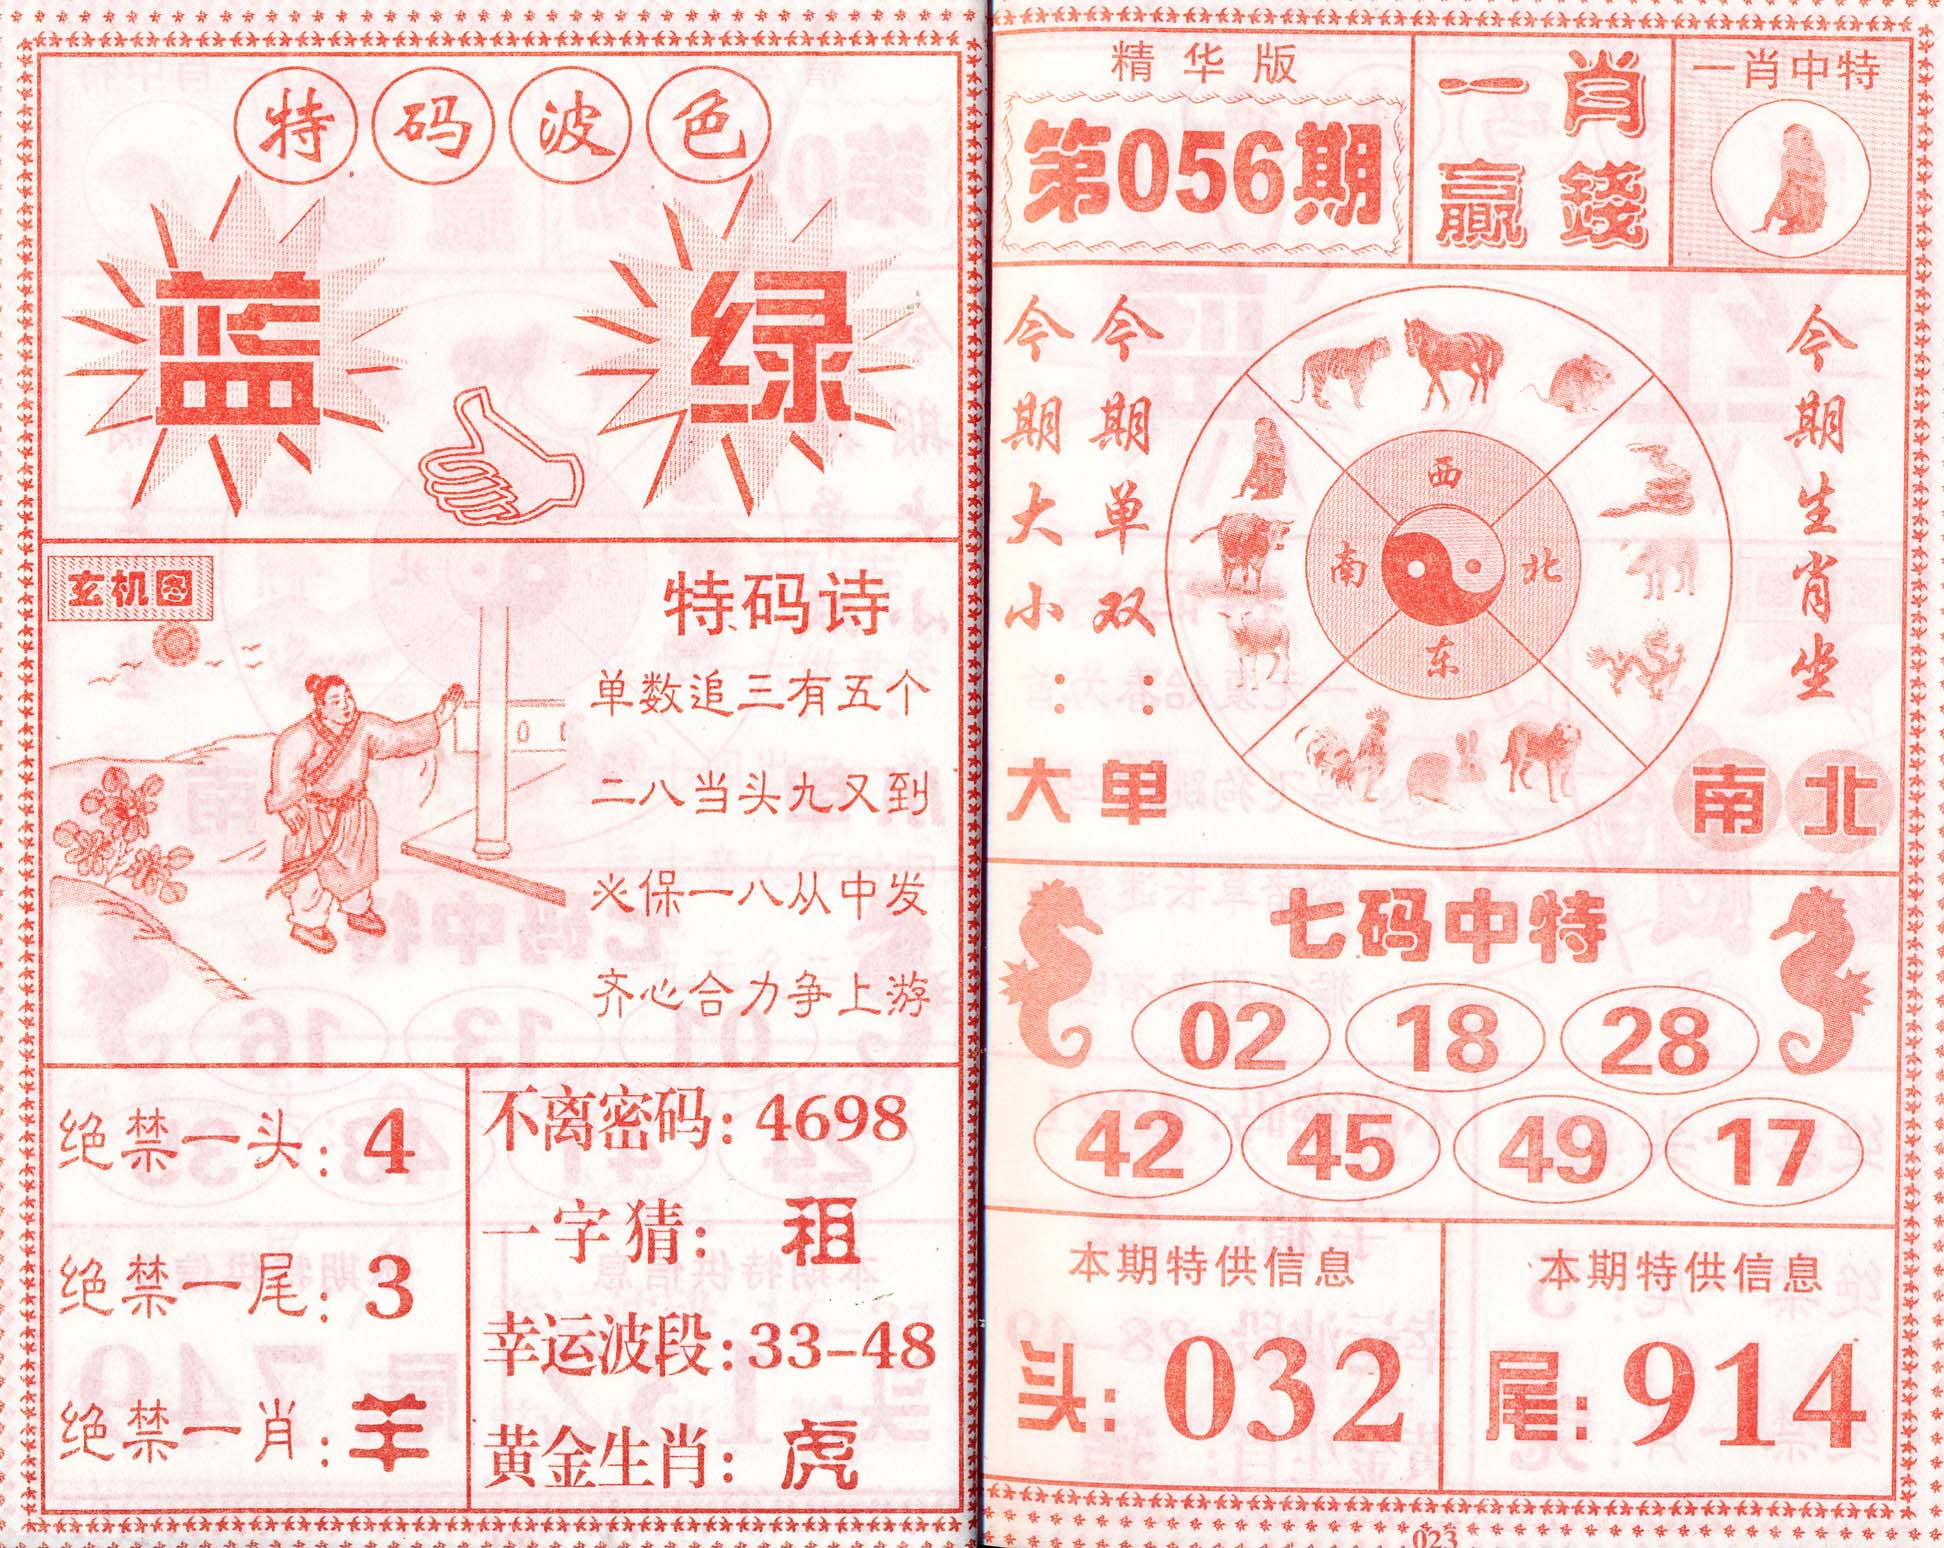 特码波色
蓝 绿
玄机图
特码诗
单数追三有五个
二八当头九又到
火保一八从中发
齐心合力争上游
绝禁一头:4
绝禁一尾:3
绝禁一肖:羊
不离密码:4698
一字猜:租
幸运波段:33-48
黄金生肖:虎
精华版
第056期
一肖
赢錢
一肖中特
今期大小:大
今期单双:单
西
南 北
东
今期生肖坐
南 北
七码中特
02 18 28
42 45 49 17
本期特供信息
头:032
本期特供信息
尾:914
023